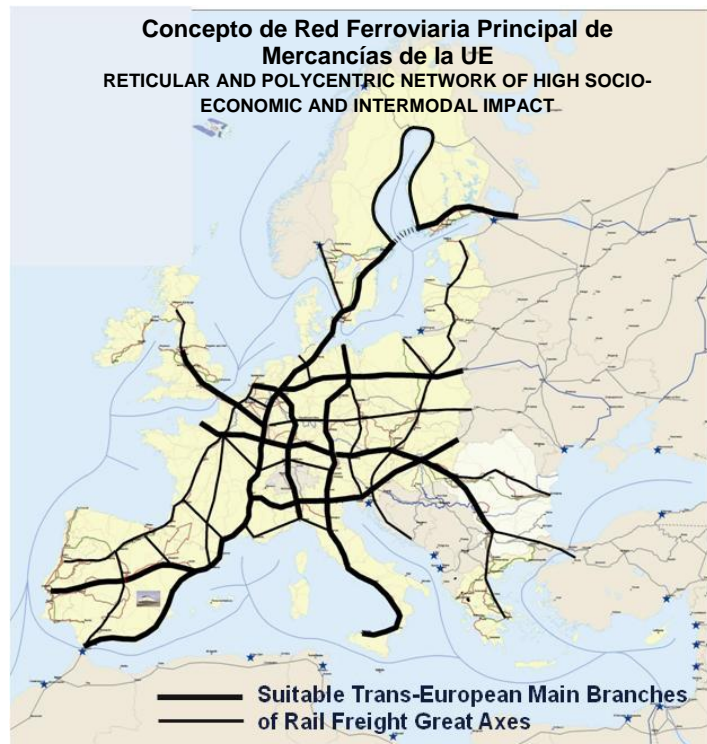 Concepto de Red Ferroviaria Principal de
Mercancías de la UE
RETICULAR AND POLYCENTRIC NETWORK OF HIGH SOCIO-
ECONOMIC AND INTERMODAL IMPACT
Suitable Trans-European Main Branches
of Rail Freight Great Axes